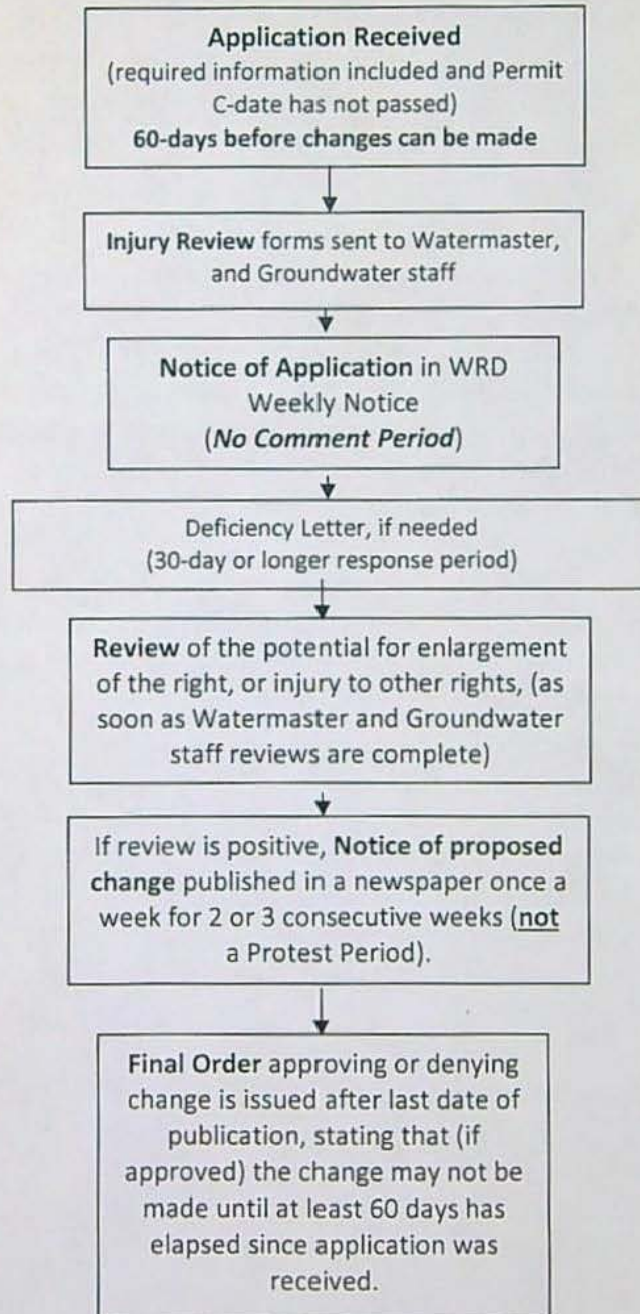 Application Received
(required information included and Permit
C-date has not passed)
60-days before changes can be made
Injury Review forms sent to Watermaster,
and Groundwater staff
Notice of Application in WRD
Weekly Notice
(No Comment Period)
Deficiency Letter, if needed
(30-day or longer response period)
Review of the potential for enlargement
of the right, or injury to other rights, (as
soon as Watermaster and Groundwater
staff reviews are complete)
If review is positive, Notice of proposed
change published in a newspaper once a
week for 2 or 3 consecutive weeks (not
a Protest Period).
Final Order approving or denying
change is issued after last date of
publication, stating that (if
approved) the change may not be
made until at least 60 days has
elapsed since application was
received.